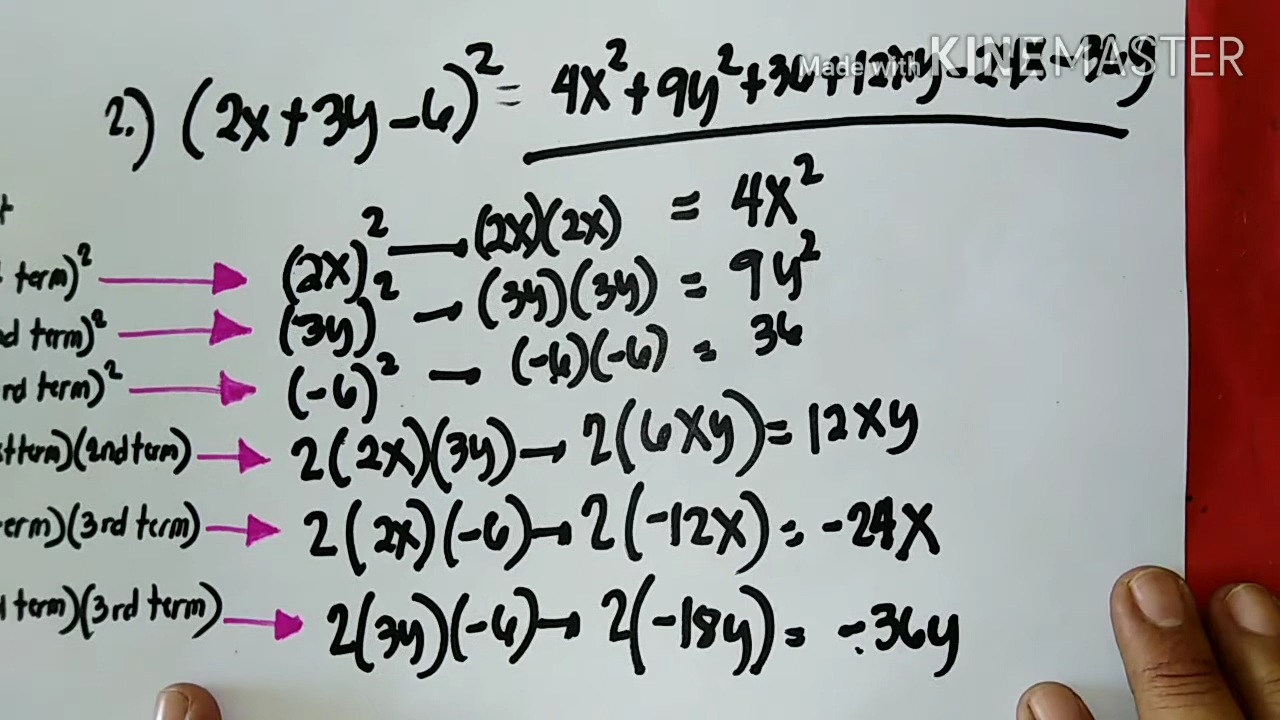 Made with KINEMASTER
2.) (2x+3y-6)² = 4x²+9y²+36+12xy-24x-36y
term)² → (2x)² — (2x)(2x) = 4x²
nd term)² → (3y)² → (3y)(3y) = 9y²
rd term)² → (-6)² — (-6)(-6) = 36
term)(2nd term) → 2(2x)(3y) → 2(6xy) = 12xy
term)(3rd term) → 2(2x)(-6) → 2(-12x) = -24x
term)(3rd term) → 2(3y)(-6) → 2(-18y) = -36y